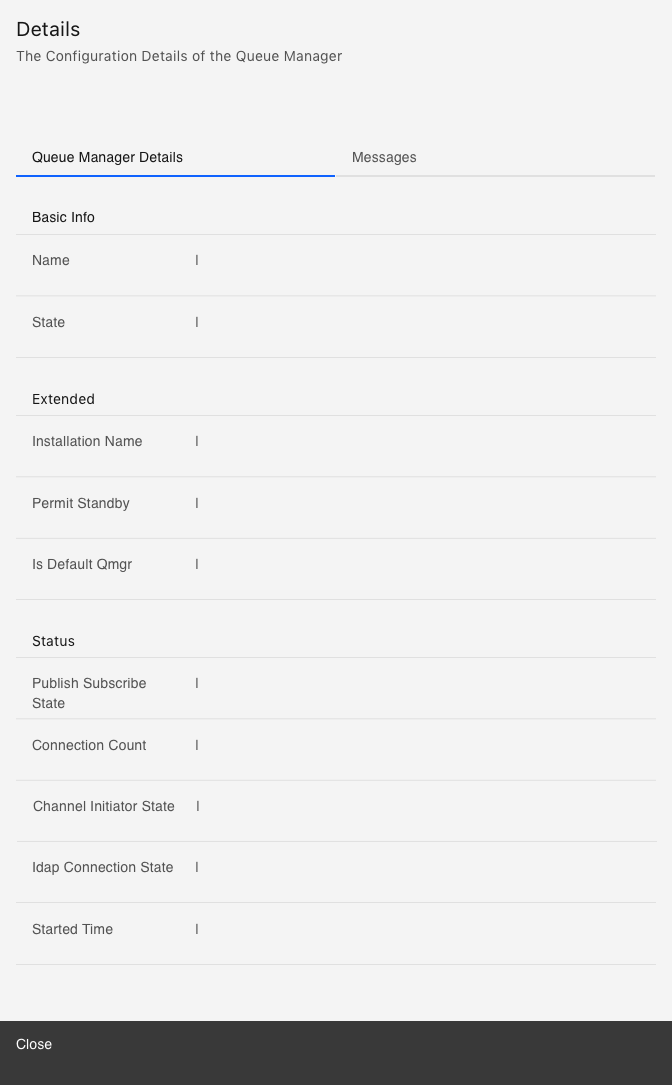 Details
The Configuration Details of the Queue Manager
Queue Manager Details
Messages
Basic Info
Name |
State |
Extended
Installation Name |
Permit Standby |
Is Default Qmgr |
Status
Publish Subscribe |
State
Connection Count |
Channel Initiator State |
Idap Connection State |
Started Time |
Close